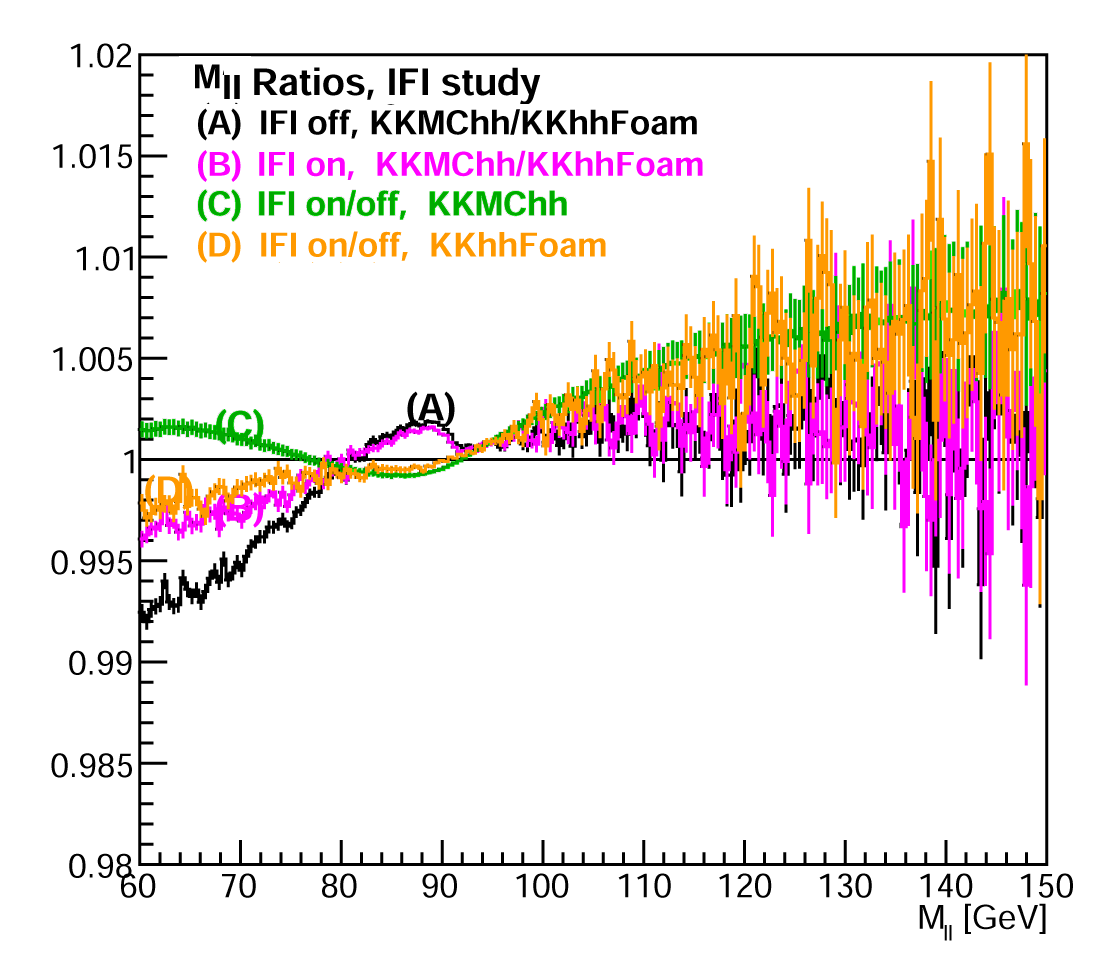 1.02
M_ll Ratios, IFI study
(A) IFI off, KKMChh/KKhhFoam
1.015
(B) IFI on, KKMChh/KKhhFoam
(C) IFI on/off, KKMChh
(D) IFI on/off, KKhhFoam
1.01
1.005
(A)
(C)
1
(D)
(B)
0.995
0.99
0.985
0.98
60 70 80 90 100 110 120 130 140 150
M_ll [GeV]